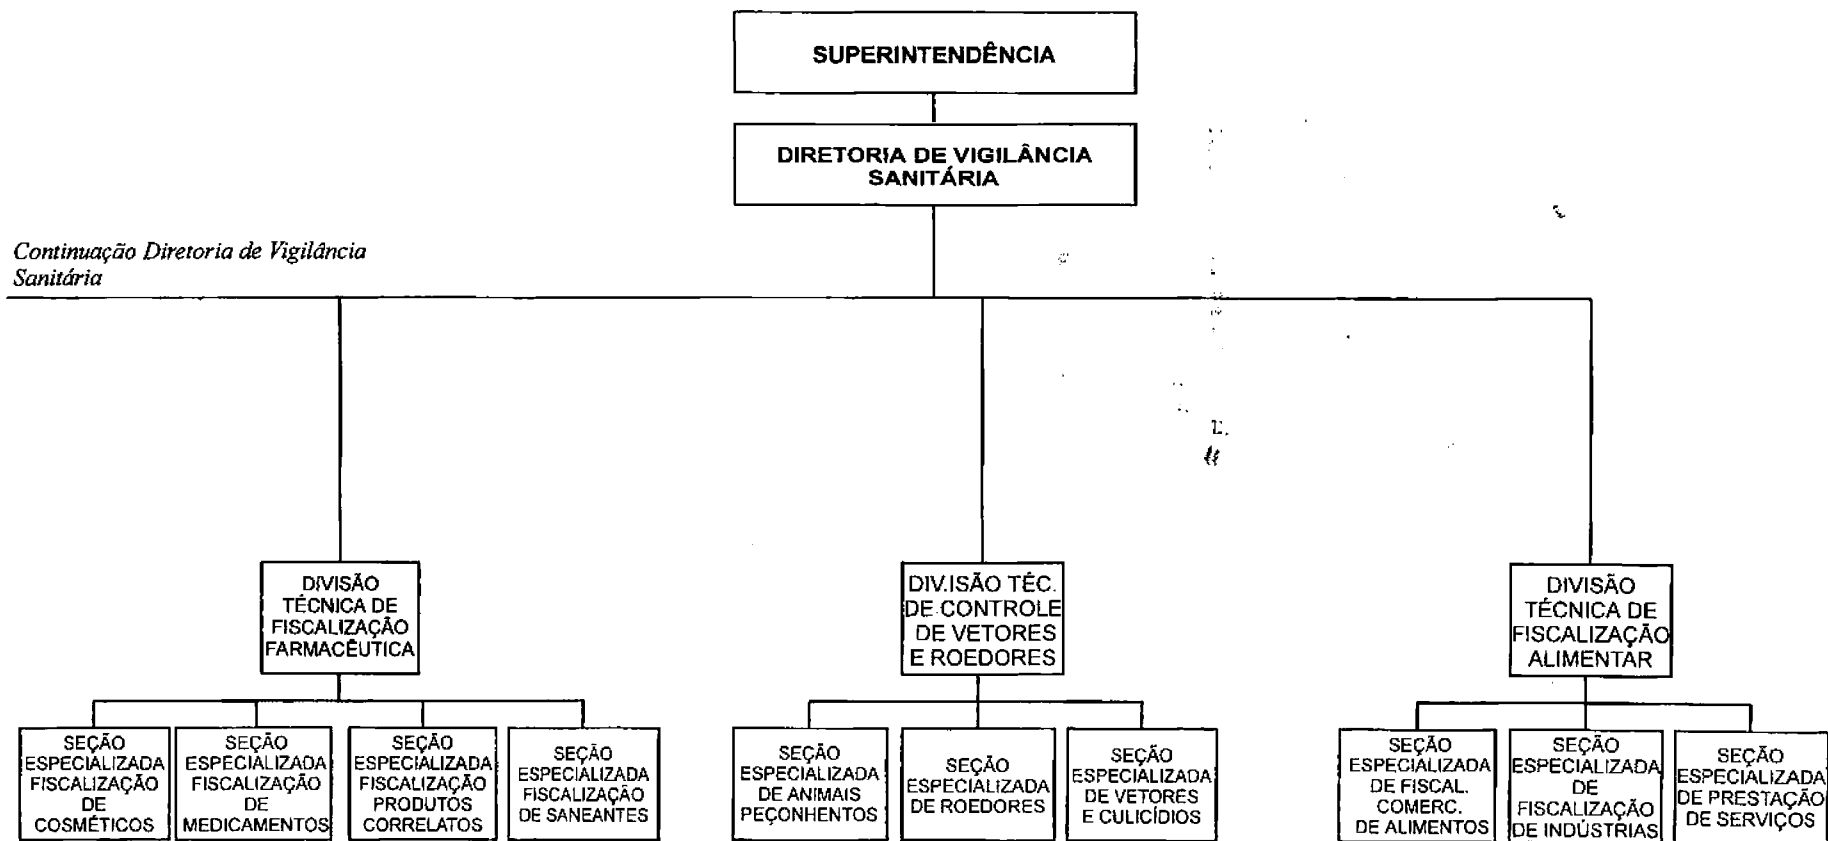 SUPERINTENDÊNCIA
DIRETORIA DE VIGILÂNCIA
SANITÁRIA
Continuação Diretoria de Vigilância
Sanitária
DIVISÃO
TÉCNICA DE
FISCALIZAÇÃO
FARMACÊUTICA
DIV.ISÃO TÉC.
DE CONTROLE
DE VETORES
E ROEDORES
DIVISÃO
TÉCNICA DE
FISCALIZAÇÃO
ALIMENTAR
SEÇÃO
ESPECIALIZADA
FISCALIZAÇÃO
DE
COSMÉTICOS
SEÇÃO
ESPECIALIZADA
FISCALIZAÇÃO
DE
MEDICAMENTOS
SEÇÃO
ESPECIALIZADA
FISCALIZAÇÃO
PRODUTOS
CORRELATOS
SEÇÃO
ESPECIALIZADA
FISCALIZAÇÃO
DE SANEANTES
SEÇÃO
ESPECIALIZADA
DE ANIMAIS
PEÇONHENTOS
SEÇÃO
ESPECIALIZADA
DE ROEDORES
SEÇÃO
ESPECIALIZADA
DE VETORES
E CULICÍDIOS
SEÇÃO
ESPECIALIZADA
DE FISCAL.
COMERC.
DE ALIMENTOS
SEÇÃO
ESPECIALIZADA
DE
FISCALIZAÇÃO
DE INDÚSTRIAS
SEÇÃO
ESPECIALIZADA
DE PRESTAÇÃO
DE SERVIÇOS